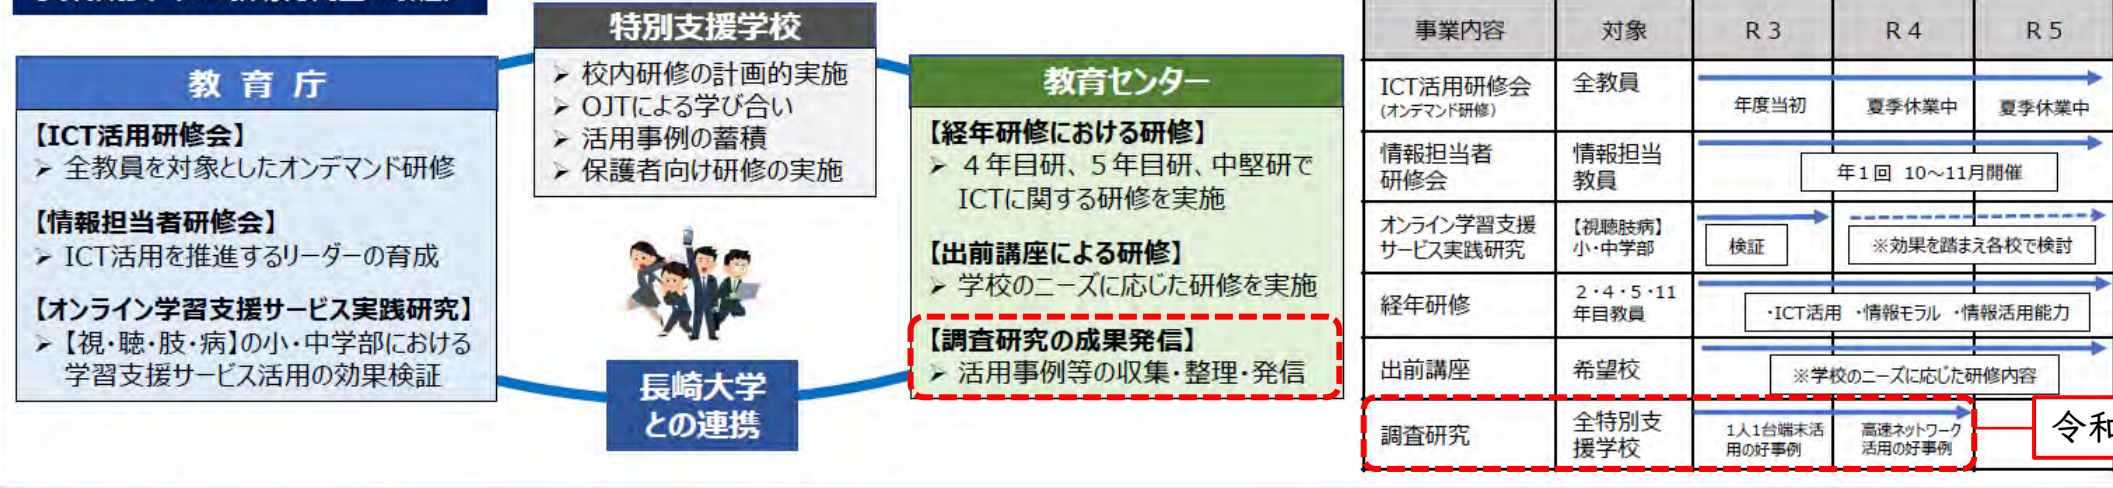 特別支援学校
➢ 校内研修の計画的実施
➢ OJTによる学び合い
➢ 活用事例の蓄積
➢ 保護者向け研修の実施
教 育 庁
【ICT活用研修会】
➢ 全教員を対象としたオンデマンド研修
【情報担当者研修会】
➢ ICT活用を推進するリーダーの育成
【オンライン学習支援サービス実践研究】
➢ 【視・聴・肢・病】の小・中学部における
学習支援サービス活用の効果検証
長崎大学
との連携
教育センター
【経年研修における研修】
➢ 4年目研、5年目研、中堅研で
ICTに関する研修を実施
【出前講座による研修】
➢ 学校のニーズに応じた研修を実施
【調査研究の成果発信】
➢ 活用事例等の収集・整理・発信
事業内容 対象 R3 R4 R5
ICT活用研修会 全教員
(オンデマンド研修) 年度当初 夏季休業中 夏季休業中
情報担当者 情報担当
研修会 教員 年1回 10～11月開催
オンライン学習支援 【視聴肢病】
サービス実践研究 小・中学部 検証 ※効果を踏まえ各校で検討
経年研修 2・4・5・11
年目教員 ・ICT活用 ・情報モラル ・情報活用能力
出前講座 希望校 ※学校のニーズに応じた研修内容
調査研究 全特別支 1人1台端末活 高速ネットワーク
援学校 用の好事例 活用の好事例
令和